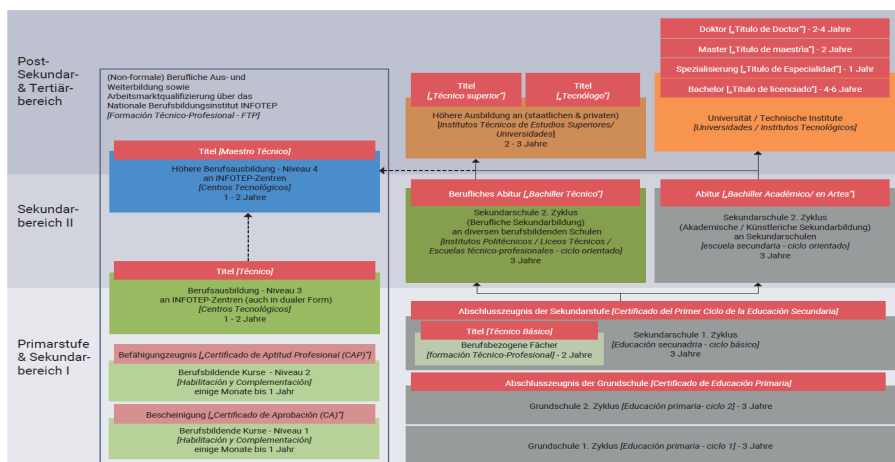 Post-
Sekundar-
& Tertiär-
bereich
(Non-formale) Berufliche Aus- und
Weiterbildung sowie
Arbeitsmarktqualifizierung über das
Nationale Berufsbildungsinstitut INFOTEP
[Formación Técnico-Profesional - FTP]
Titel
[„Técnico superior“]
Titel
[„Tecnólogo“]
Höhere Ausbildung an (staatlichen & privaten)
[Institutos Técnicos de Estudios Superiores/
Universidades]
2 - 3 Jahre
Doktor [„Titulo de Doctor“] - 2-4 Jahre
Master [„Titulo de maestria“] - 2 Jahre
Spezialisierung [„Titulo de Especialidad“] - 1 Jahr
Bachelor [„Titulo de licenciado“] - 4-6 Jahre
Universität / Technische Institute
[Universidades / Institutos Tecnológicos]
Titel [Maestro Técnico]
Höhere Berufsausbildung - Niveau 4
an INFOTEP-Zentren
[Centros Tecnológicos]
1 - 2 Jahre
Sekundar-
bereich II
Berufliches Abitur [„Bachiller Técnico“]
Sekundarschule 2. Zyklus
(Berufliche Sekundarbildung)
an diversen berufsbildenden Schulen
[Institutos Politécnicos / Liceos Técnicos /
Escuelas técnico-profesionales - ciclo orientado]
3 Jahre
Abitur [„Bachiller Académico/ en Artes“]
Sekundarschule 2. Zyklus
(Akademische / Künstleriche Sekundarbildung)
an Sekundarschulen
[escuela secundaria - ciclo orientado]
3 Jahre
Titel [Técnico]
Berufsausbildung - Niveau 3
an INFOTEP-Zentren (auch in dualer Form)
[Centros Tecnológicos]
1 - 2 Jahre
Primarstufe
& Sekundar-
bereich I
Befähigungzeugnis [„Certificado de Aptitud Profesional (CAP)“]
Berufsbildende Kurse - Niveau 2
[Habilitación y Complementación]
einige Monate bis 1 Jahr
Bescheinigung [„Certificado de Aprobación (CA)“]
Berufsbildende Kurse - Niveau 1
[Habilitación y Complementación]
einige Monate bis 1 Jahr
Abschlusszeignis der Sekundarstufe [Certificado del Primer Ciclo de la Educación Secundaria]
Titel [Técnico Básico]
Berufsbezogene Fächer
[formación Técnico-Profesional] - 2 Jahre
Sekundarschule 1. Zyklus
[Educación secunadria - ciclo básico]
3 Jahre
Abschlusszeignis der Grundschule [Certificado de Educación Primaria]
Grundschule 2. Zyklus [Educación primaria- ciclo 2] - 3 Jahre
Grundschule 1. Zyklus [Educación primaria - ciclo 1] - 3 Jahre